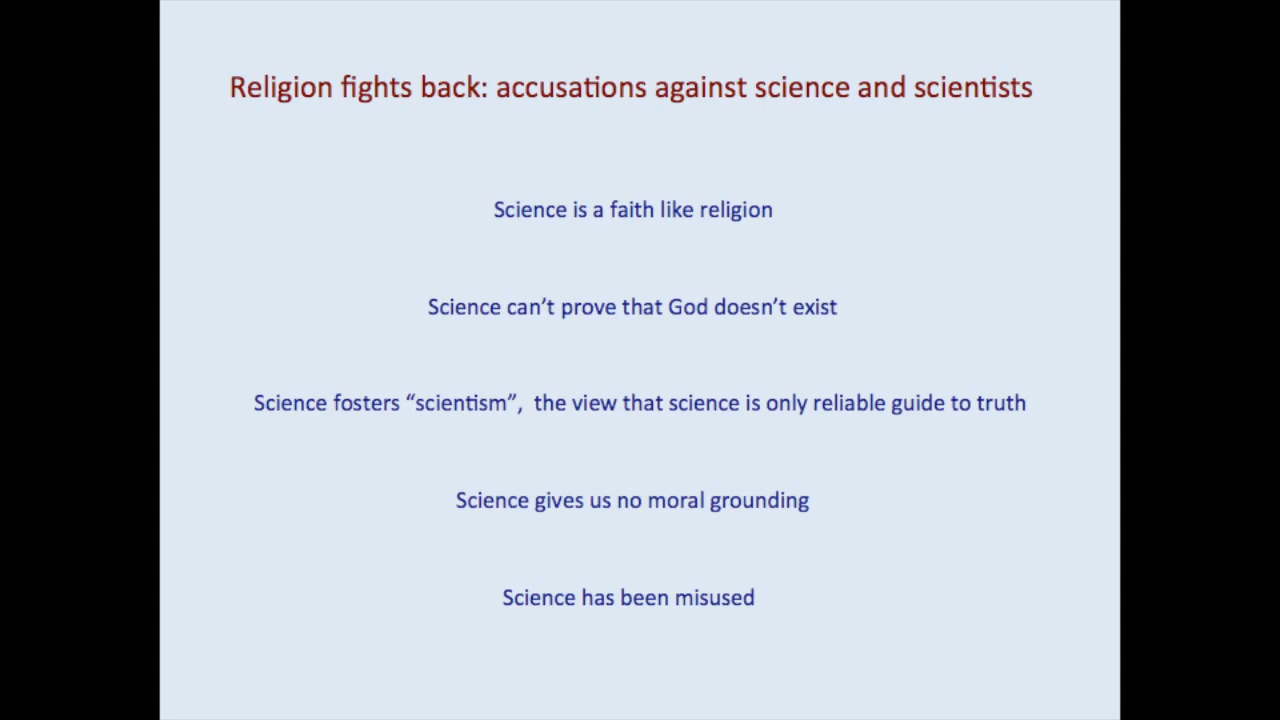 Religion fights back: accusations against science and scientists
Science is a faith like religion
Science can’t prove that God doesn’t exist
Science fosters “scientism”,  the view that science is only reliable guide to truth
Science gives us no moral grounding
Science has been misused